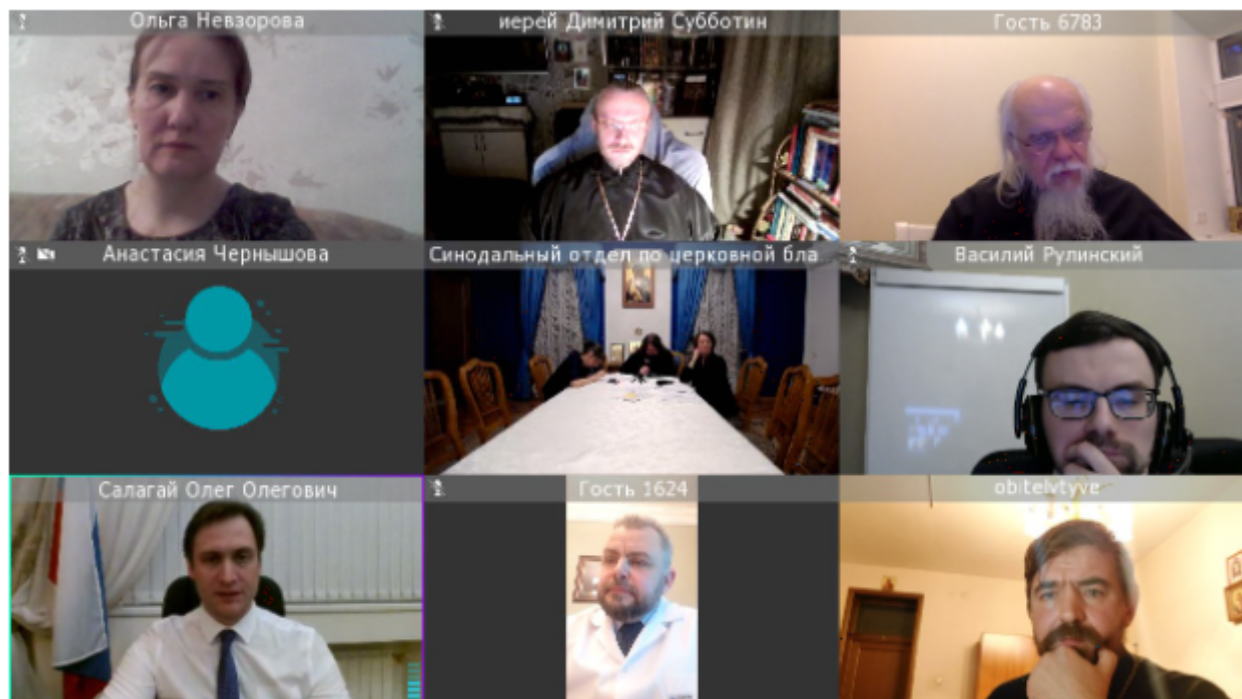 Ольга Невзорова
иерей Димитрий Субботин
Гость 6783
Анастасия Чернышова
Синодальный отдел по церковной бла
Василий Рулинский
Салагай Олег Олегович
Гость 1624
obitelvtyve